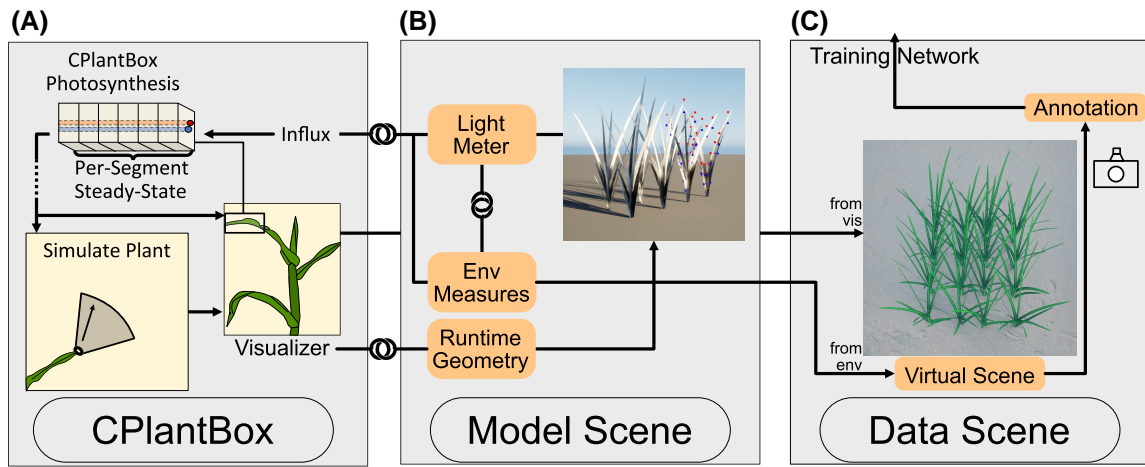 (A)
CPlantBox
Photosynthesis
Influx
Per-Segment
Steady-State
Simulate Plant
Visualizer
CPlantBox
(B)
Light
Meter
Env
Measures
Runtime
Geometry
Model Scene
(C)
Training Network
Annotation
from
vis
from
env
Virtual Scene
Data Scene